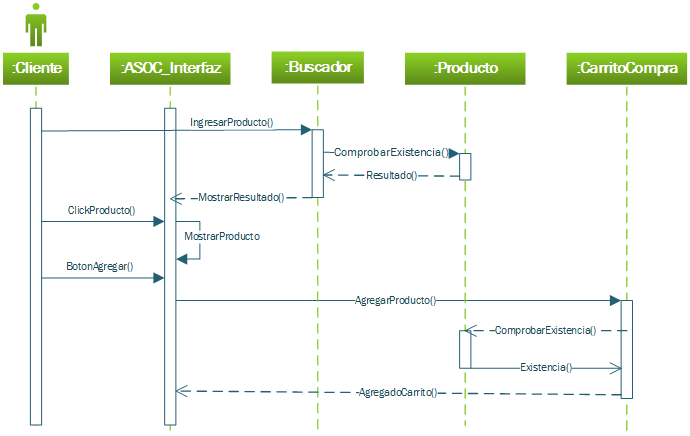 :Cliente
:ASOC_Interfaz
:Buscador
:Producto
:CarritoCompra
IngresarProducto()
ComprobarExistencia()
Resultado()
MostrarResultado()
ClickProducto()
MostrarProducto
BotonAgregar()
AgregarProducto()
ComprobarExistencia()
Existencia()
AgregadoCarrito()